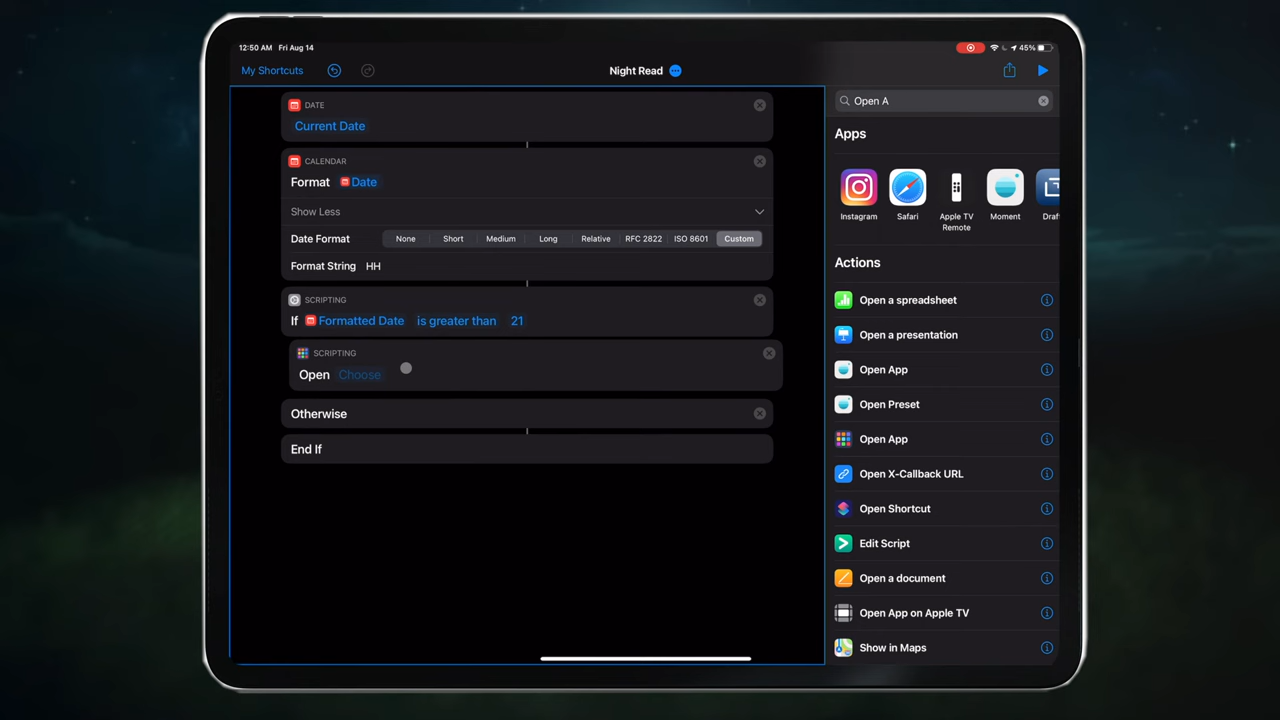 12:50 AM Fri Aug 14
45%
My Shortcuts
Night Read
DATE
Current Date
CALENDAR
Format Date
Show Less
Date Format None Short Medium Long Relative RFC 2822 ISO 8601 Custom
Format String HH
SCRIPTING
If Formatted Date is greater than 21
SCRIPTING
Open Choose
Otherwise
End If
Open A
Apps
Instagram Safari Apple TV Remote Moment Draf
Actions
Open a spreadsheet
Open a presentation
Open App
Open Preset
Open App
Open X-Callback URL
Open Shortcut
Edit Script
Open a document
Open App on Apple TV
Show in Maps